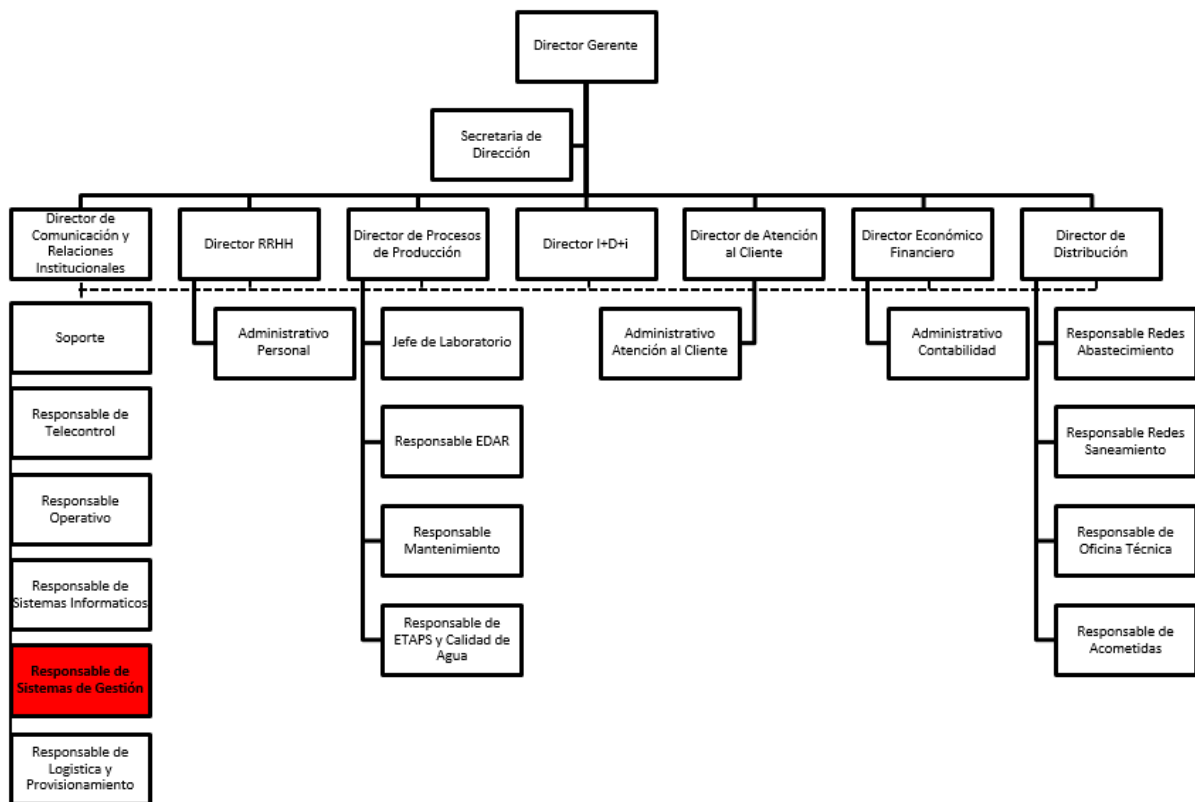 Director Gerente
Secretaria de
Dirección
Director de
Comunicación y
Relaciones
Institucionales
Director RRHH
Director de Procesos
de Producción
Director I+D+i
Director de Atención
al Cliente
Director Económico
Financiero
Director de
Distribución
Soporte
Responsable de
Telecontrol
Responsable
Operativo
Responsable de
Sistemas Informaticos
Responsable de
Sistemas de Gestión
Responsable de
Logistica y
Provisionamiento
Administrativo
Personal
Jefe de Laboratorio
Responsable EDAR
Responsable
Mantenimiento
Responsable de
ETAPS y Calidad de
Agua
Administrativo
Atención al Cliente
Administrativo
Contabilidad
Responsable Redes
Abastecimiento
Responsable Redes
Saneamiento
Responsable de
Oficina Técnica
Responsable de
Acometidas